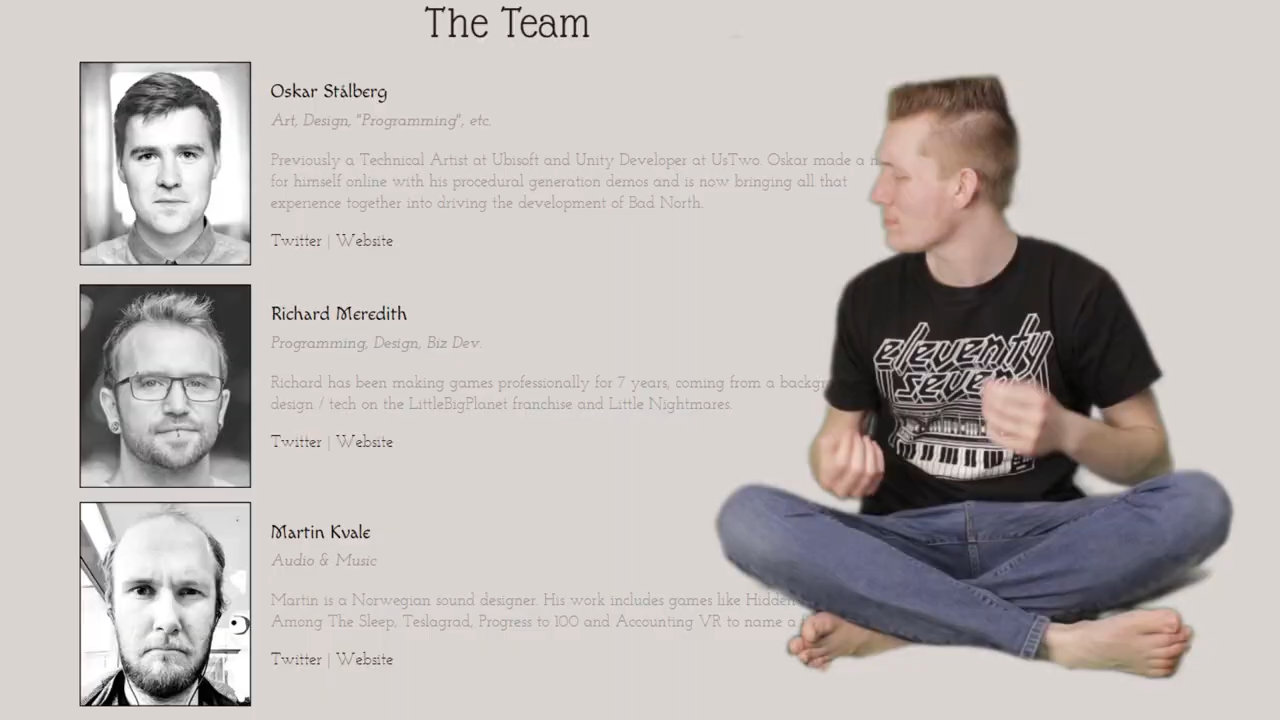 The Team
Oskar Stålberg
Art, Design, "Programming", etc.
Previously a Technical Artist at Ubisoft and Unity Developer at UsTwo. Oskar made a
for himself online with his procedural generation demos and is now bringing all that
experience together into driving the development of Bad North.
Twitter | Website
Richard Meredith
Programming, Design, Biz Dev.
Richard has been making games professionally for 7 years, coming from a
design / tech on the LittleBigPlanet franchise and Little Nightmares.
Twitter | Website
Martin Kvale
Audio & Music
Martin is a Norwegian sound designer. His work includes games like Hidden
Among The Sleep, Teslagrad, Progress to 100 and Accounting VR to name a
Twitter | Website
eleventy
seven